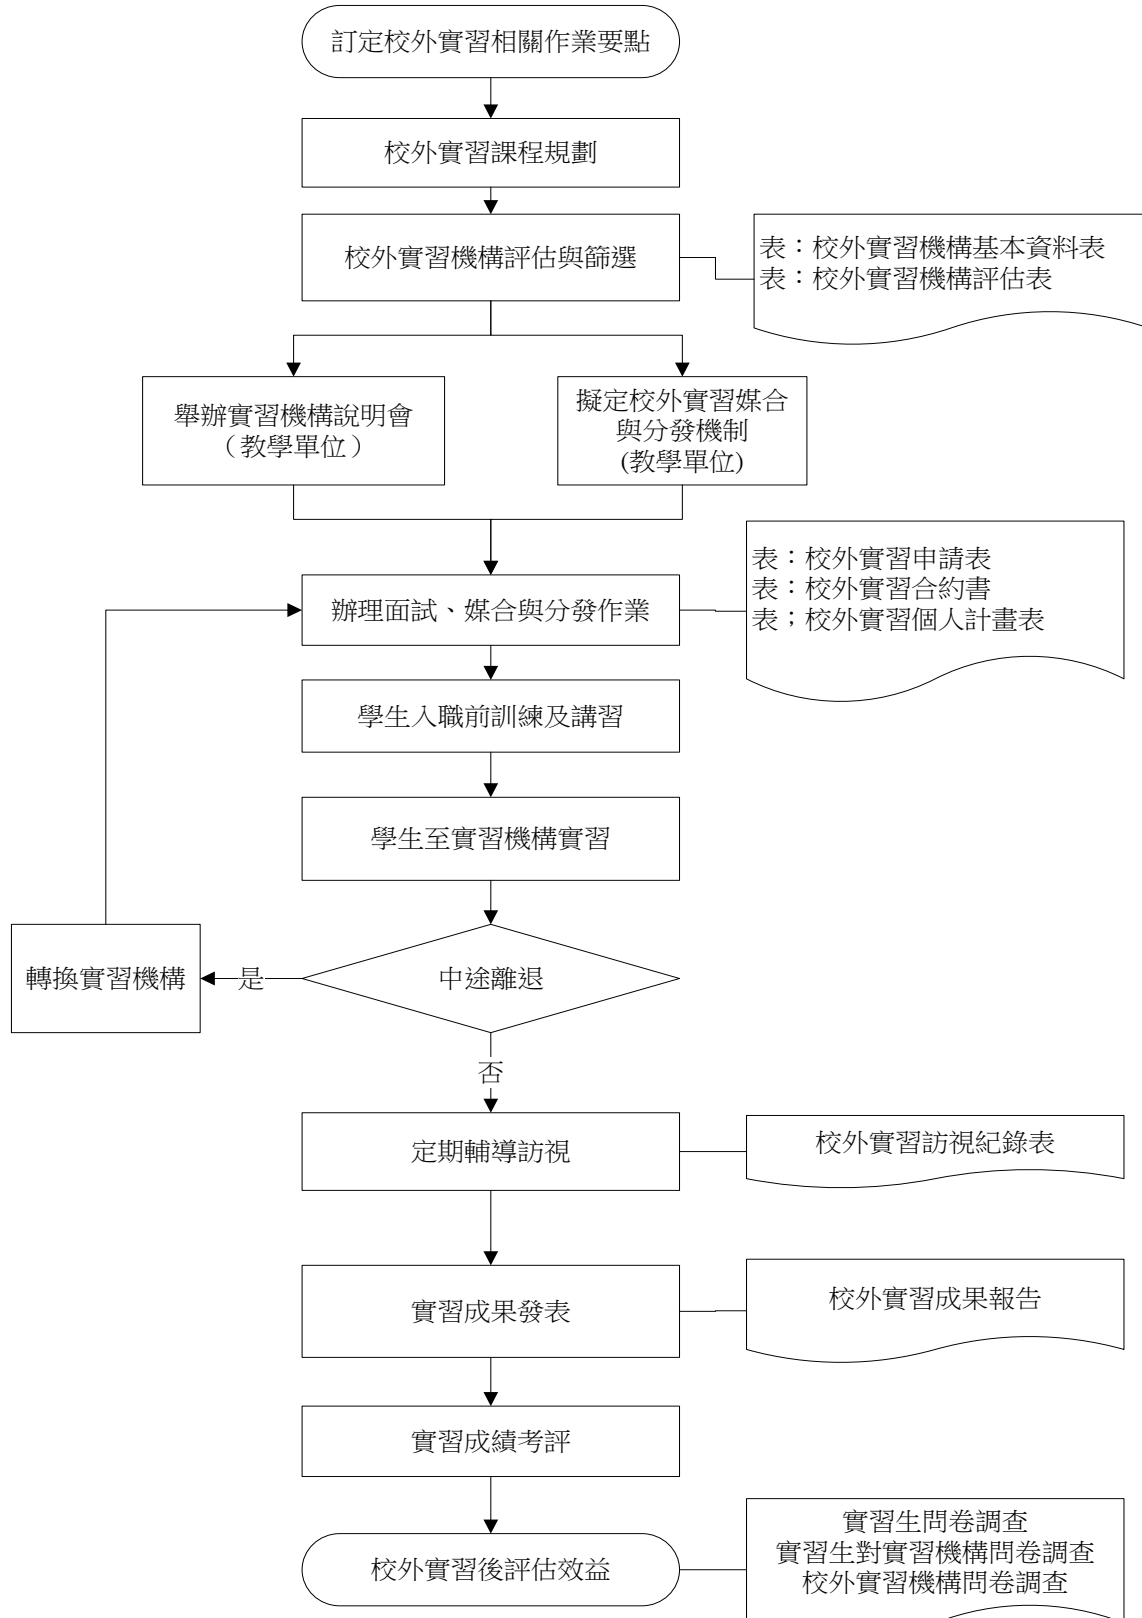 訂定校外實習相關作業要點
校外實習課程規劃
校外實習機構評估與篩選
表：校外實習機構基本資料表
表：校外實習機構評估表
舉辦實習機構說明會
（教學單位）
擬定校外實習媒合
與分發機制
(教學單位)
表：校外實習申請表
表：校外實習合約書
表；校外實習個人計畫表
辦理面試、媒合與分發作業
學生入職前訓練及講習
學生至實習機構實習
轉換實習機構
是
中途離退
否
定期輔導訪視
校外實習訪視紀錄表
實習成果發表
校外實習成果報告
實習成績考評
校外實習後評估效益
實習生問卷調查
實習生對實習機構問卷調查
校外實習機構問卷調查